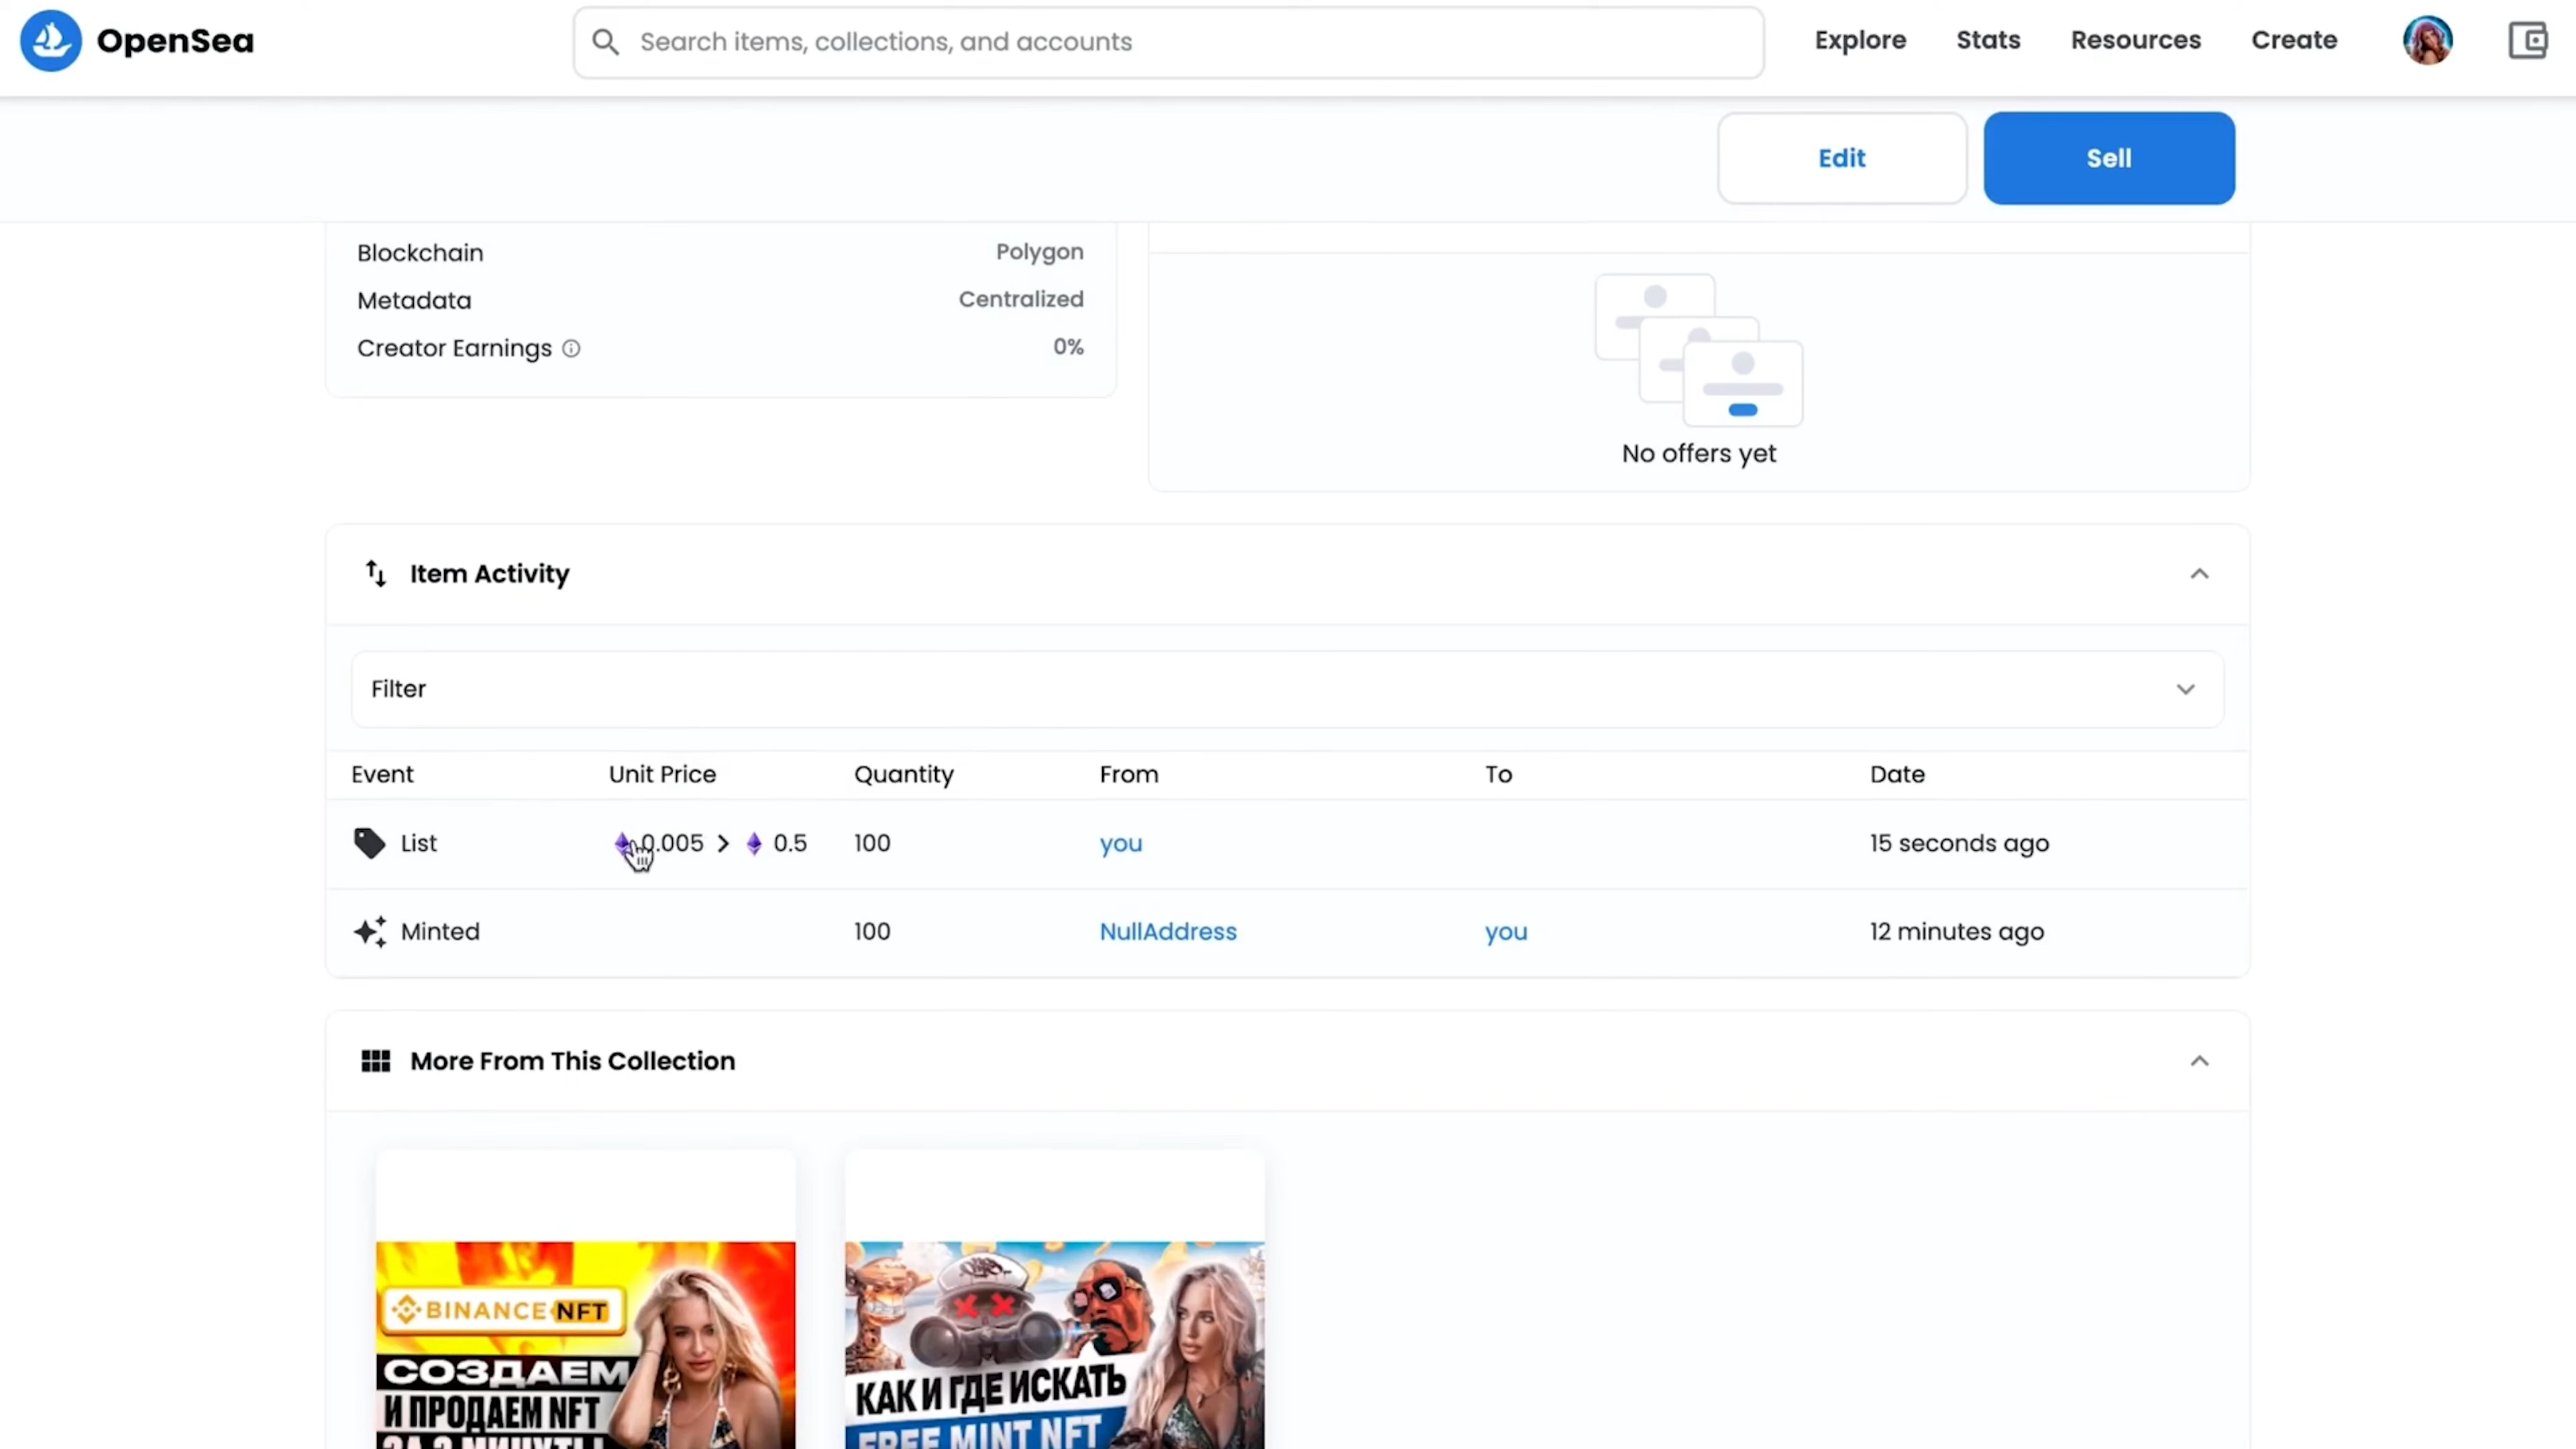 OpenSea
Search items, collections, and accounts
Explore Stats Resources Create
Edit Sell
Blockchain Polygon
Metadata Centralized
Creator Earnings 0%
No offers yet
Item Activity
Filter
Event Unit Price Quantity From To Date
List 0.005 > 0.5 100 you 15 seconds ago
Minted 100 NullAddress you 12 minutes ago
More From This Collection
BINANCE NFT
СОЗДАЕМ
И ПРОДАЕМ NFT
ЗА 2 МИНУТЫ
КАК И ГДЕ ИСКАТЬ
FREE MINT NFT